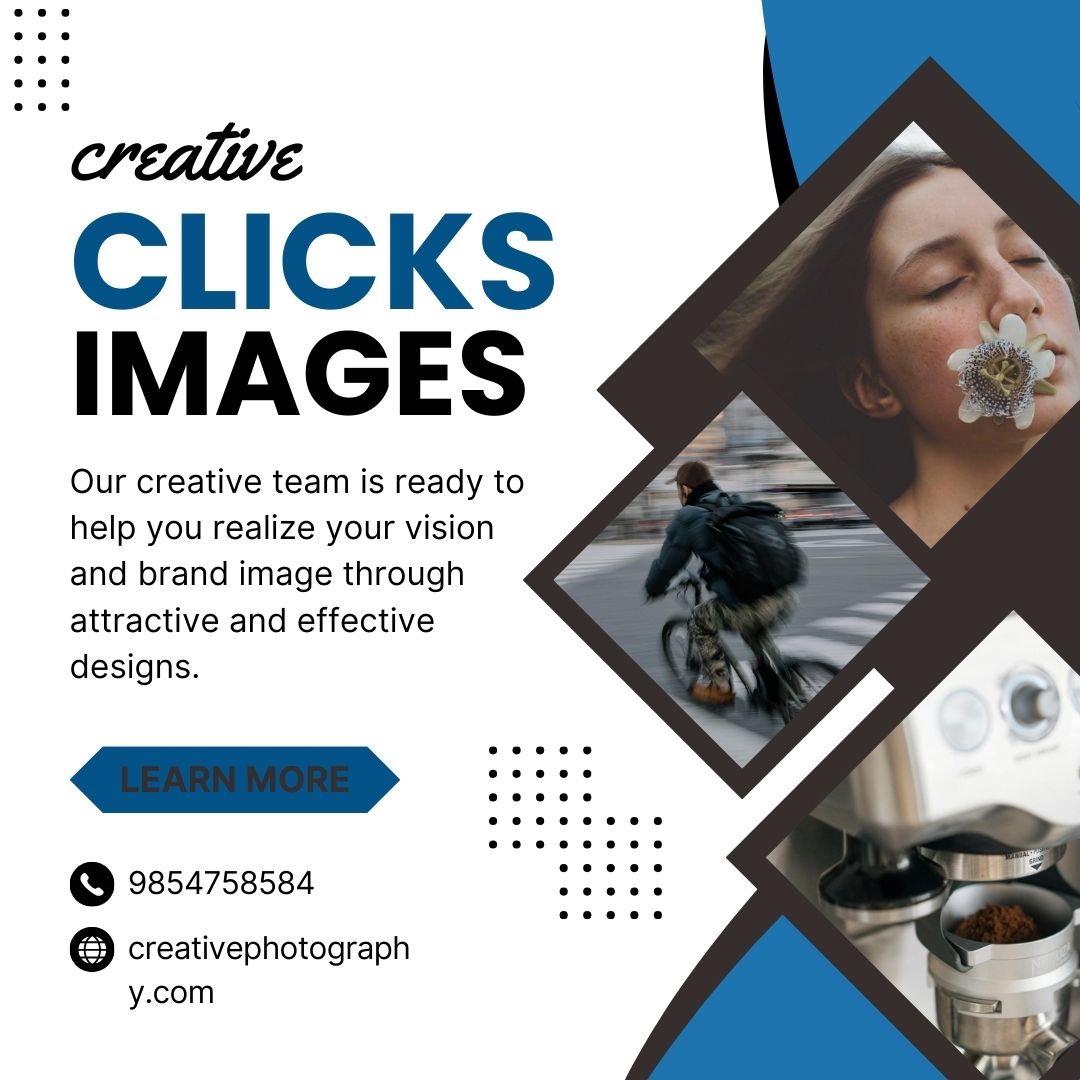 creative
CLICKS
IMAGES
Our creative team is ready to
help you realize your vision
and brand image through
attractive and effective
designs.
LEARN MORE
9854758584
creativephotograph
y.com
GRIND